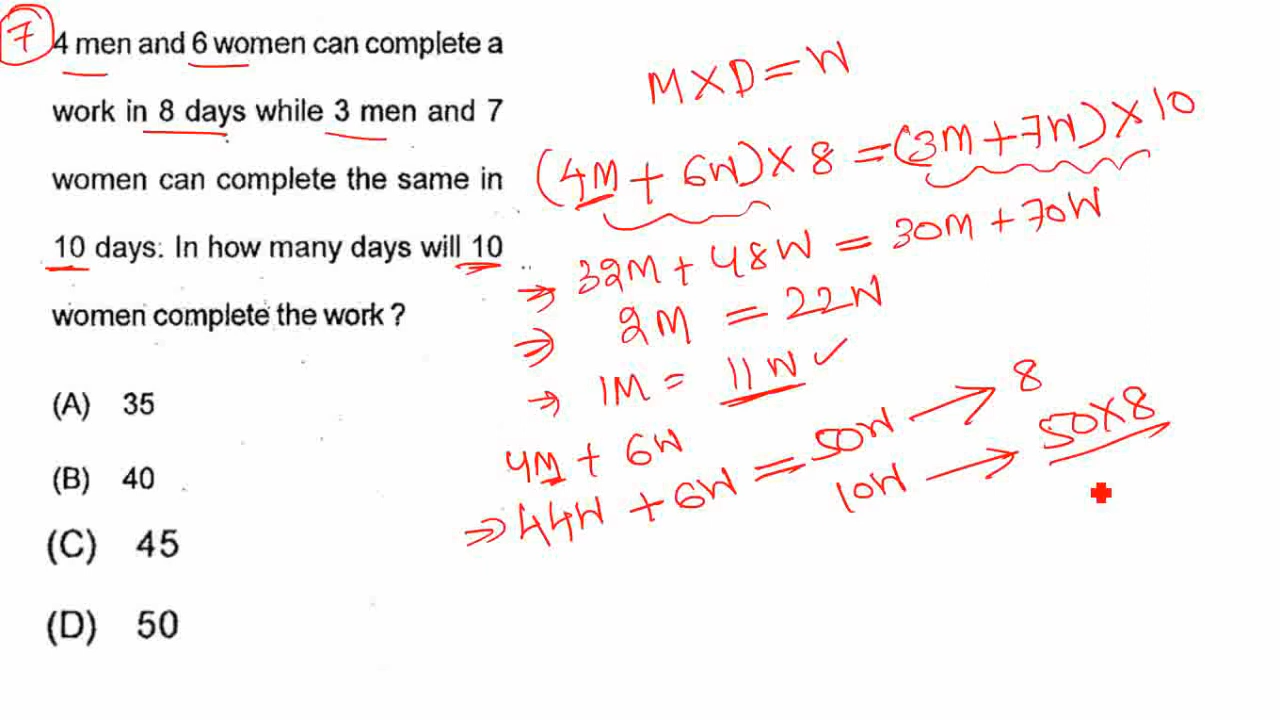 7
4 men and 6 women can complete a
work in 8 days while 3 men and 7
women can complete the same in
10 days. In how many days will 10
women complete the work ?
(A) 35
(B) 40
(C) 45
(D) 50
M×D=W
(4M+6W)×8=(3M+7W)×10
⇒ 32M+48W=30M+70W
⇒ 2M=22W
→ 1M=11W ✓
4M+6W
⇒ 44W+6W=50W → 8
10W → 50×8